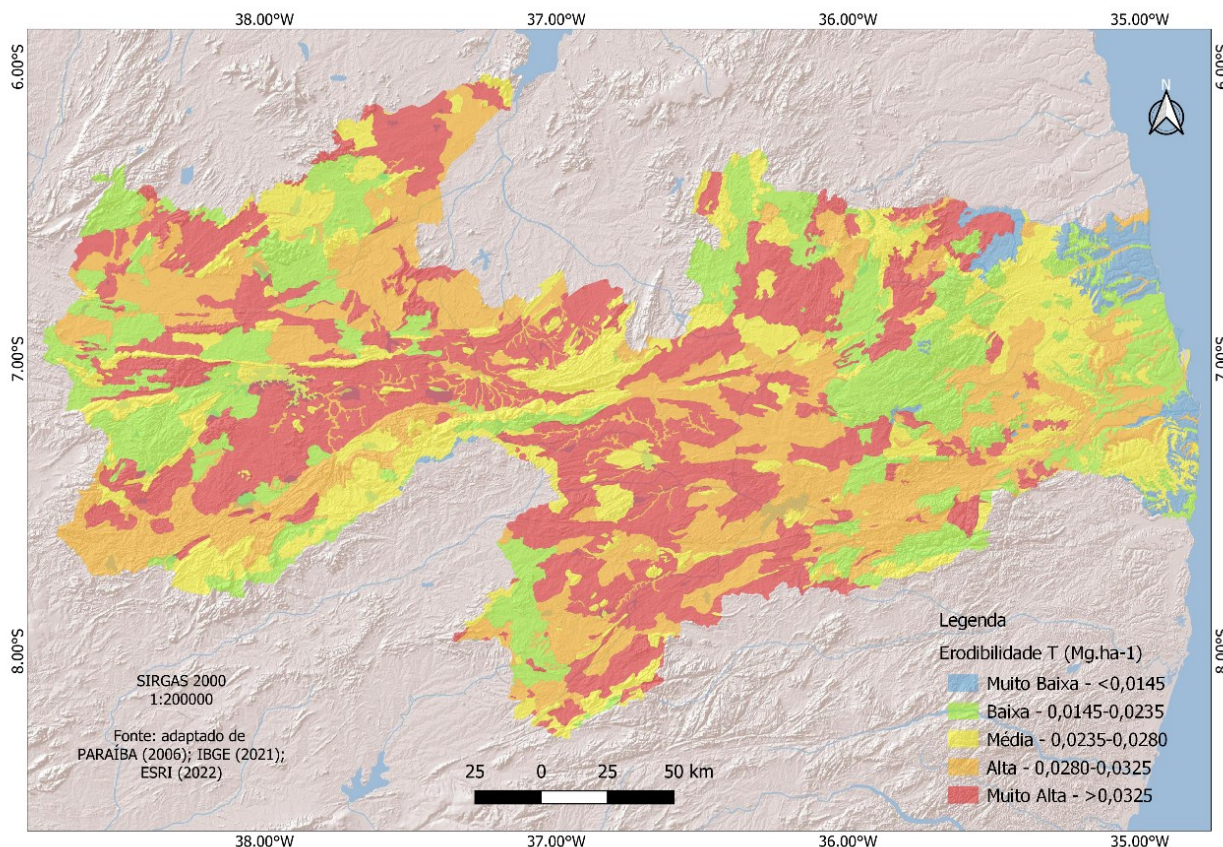 38.00°W 37.00°W 36.00°W 35.00°W
6.00°S 6.00°S
N
7.00°S 7.00°S
8.00°S 8.00°S
Legenda
Erodibilidade T (Mg.ha-1)
Muito Baixa - <0,0145
Baixa - 0,0145-0,0235
Média - 0,0235-0,0280
Alta - 0,0280-0,0325
Muito Alta - >0,0325
SIRGAS 2000
1:200000
Fonte: adaptado de
PARAÍBA (2006); IBGE (2021);
ESRI (2022)
25 0 25 50 km
38.00°W 37.00°W 36.00°W 35.00°W